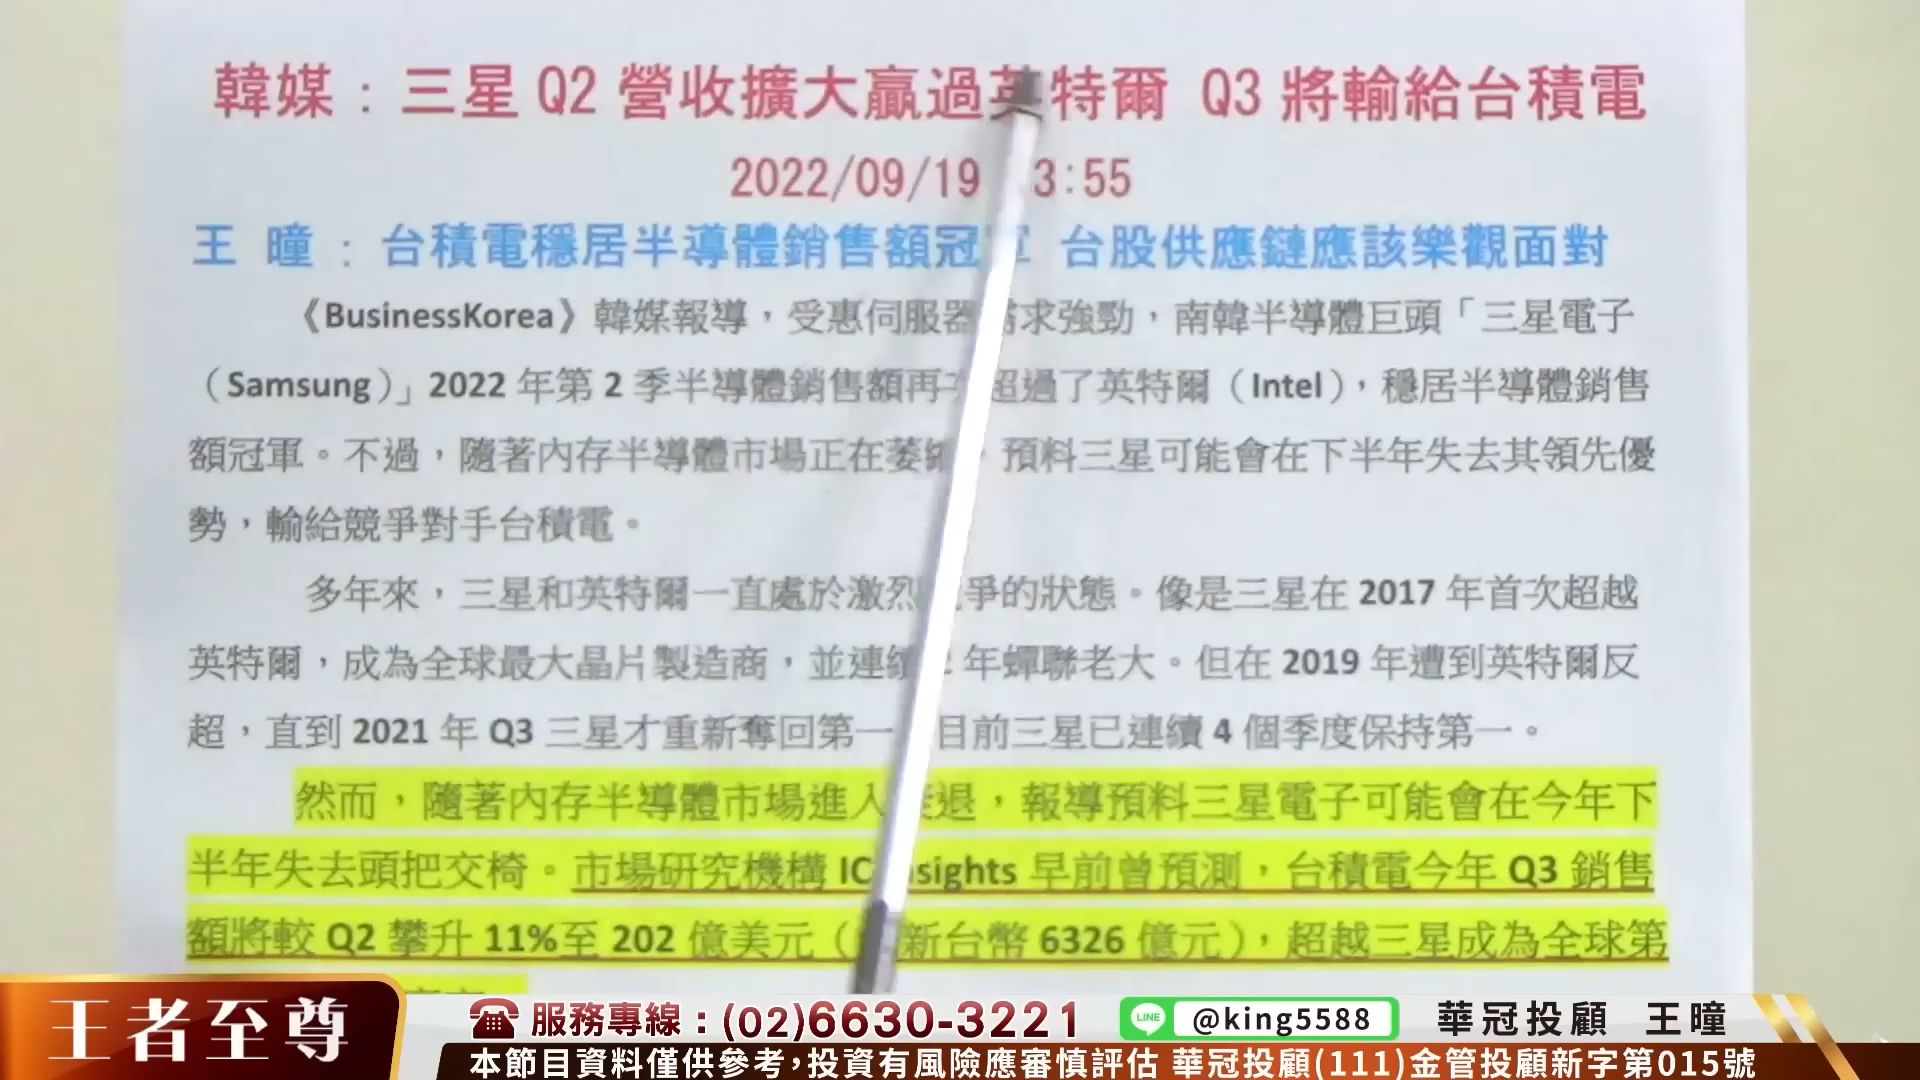 韓媒：三星 Q2 營收擴大贏過英特爾 Q3 將輸給台積電
2022/09/19 3:55
王 曈：台積電穩居半導體銷售額冠軍 台股供應鏈應該樂觀面對
《BusinessKorea》韓媒報導，受惠伺服器需求強勁，南韓半導體巨頭「三星電子
（Samsung）」2022 年第 2 季半導體銷售額再 超過了英特爾（Intel），穩居半導體銷售
額冠軍。不過，隨著內存半導體市場正在萎縮，預料三星可能會在下半年失去其領先優
勢，輸給競爭對手台積電。
多年來，三星和英特爾一直處於激烈競爭的狀態。像是三星在 2017 年首次超越
英特爾，成為全球最大晶片製造商，並連續 年蟬聯老大。但在 2019 年遭到英特爾反
超，直到 2021 年 Q3 三星才重新奪回第一 目前三星已連續 4 個季度保持第一。
然而，隨著內存半導體市場進入衰退，報導預料三星電子可能會在今年下
半年失去頭把交椅。市場研究機構 IC Insights 早前曾預測，台積電今年 Q3 銷售
額將較 Q2 攀升 11%至 202 億美元（ 新台幣 6326 億元），超越三星成為全球第
王者至尊
服務專線：(02)6630-3221
LINE @king5588
華冠投顧 王曈
本節目資料僅供參考，投資有風險應審慎評估 華冠投顧(111)金管投顧新字第015號